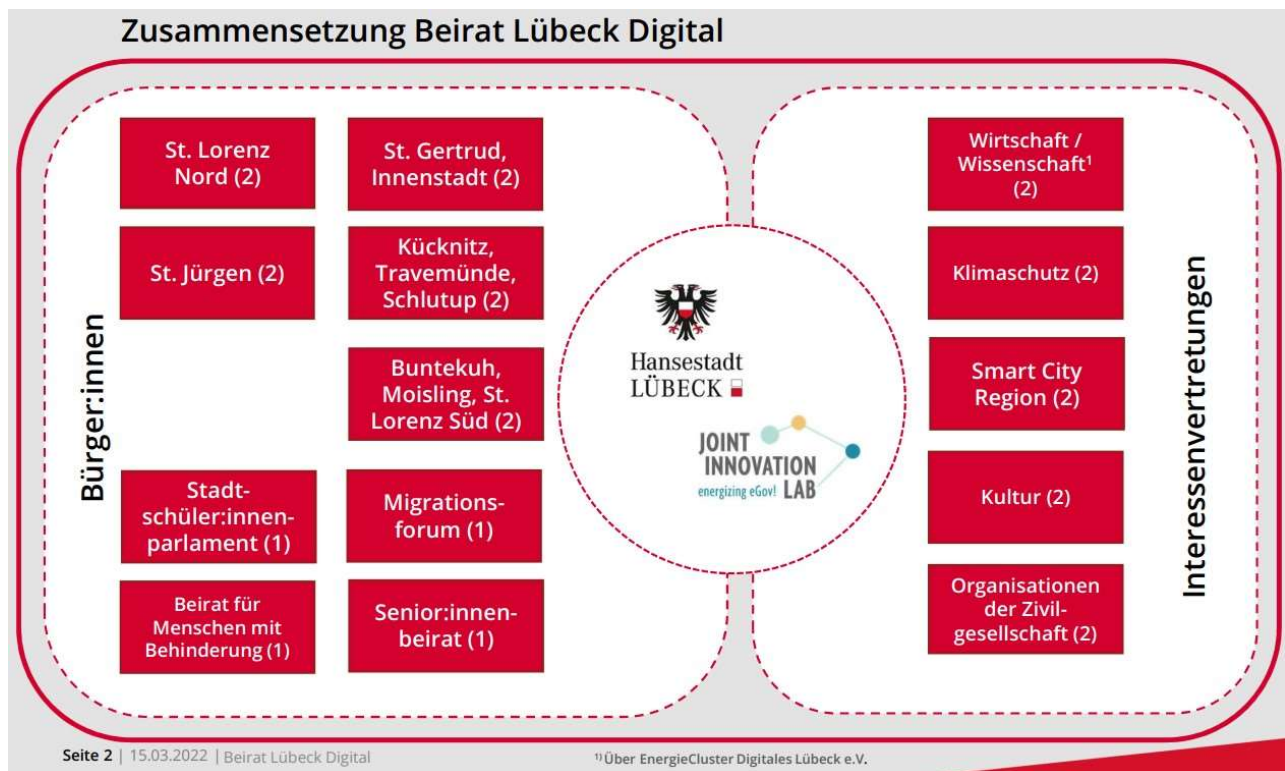 Zusammensetzung Beirat Lübeck Digital
Bürger:innen
St. Lorenz
Nord (2)
St. Gertrud,
Innenstadt (2)
St. Jürgen (2)
Kücknitz,
Travemünde,
Schlutup (2)
Buntekuh,
Moisling, St.
Lorenz Süd (2)
Stadt-
schüler:innen-
parlament (1)
Migrations-
forum (1)
Beirat für
Menschen mit
Behinderung (1)
Senior:innen-
beirat (1)
Hansestadt
LÜBECK
JOINT
INNOVATION
energizing eGov! LAB
Wirtschaft /
Wissenschaft¹
(2)
Klimaschutz (2)
Smart City
Region (2)
Kultur (2)
Organisationen
der Zivil-
gesellschaft (2)
Interessenvertretungen
Seite 2 | 15.03.2022 | Beirat Lübeck Digital
¹⁾ Über EnergieCluster Digitales Lübeck e.V.